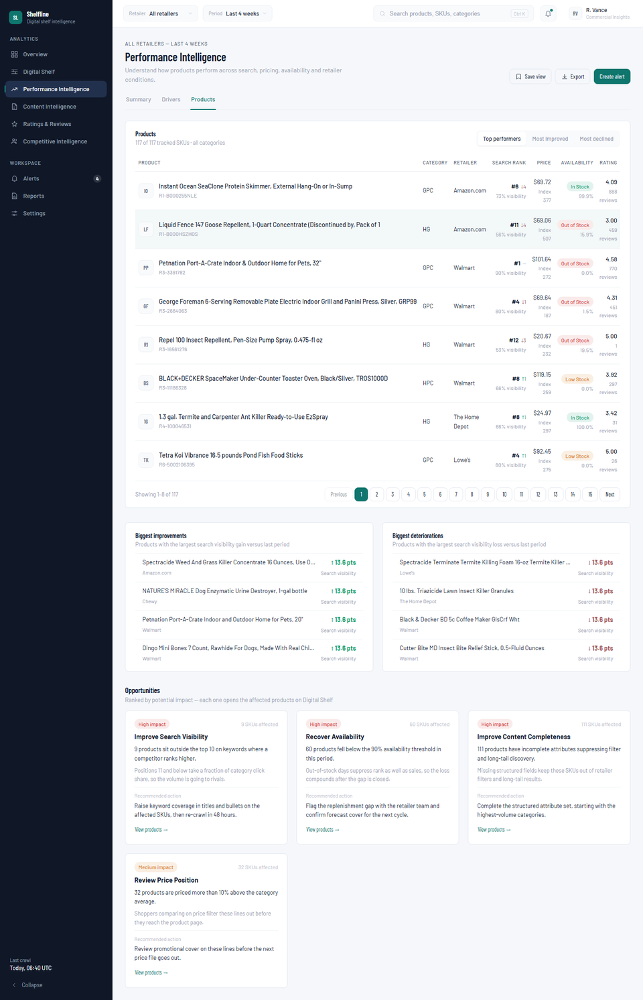 SL
Shelfline
Digital shelf intelligence
ANALYTICS
Overview
Digital Shelf
Performance Intelligence
Content Intelligence
Ratings & Reviews
Competitive Intelligence
WORKSPACE
Alerts 4
Reports
Settings
Last crawl
Today, 06:40 UTC
Collapse
Retailer All retailers
Period Last 4 weeks
Search products, SKUs, categories Ctrl K
RV
R. Vance
Commercial Insights
ALL RETAILERS — LAST 4 WEEKS
Performance Intelligence
Understand how products perform across search, pricing, availability and retailer
conditions.
Save view Export Create alert
Summary Drivers Products
Products
117 of 117 tracked SKUs · all categories
Top performers Most Improved Most declined
PRODUCT CATEGORY RETAILER SEARCH RANK PRICE AVAILABILITY RATING
IO Instant Ocean SeaClone Protein Skimmer, External Hang-On or In-Sump
R1-B000255NLE
GPC Amazon.com #6 ↓4
73% visibility
$69.72
Index
377
In Stock
99.9%
4.09
888
reviews
LF Liquid Fence 147 Goose Repellent, 1-Quart Concentrate (Discontinued by, Pack of 1
R1-B000HSZH0S
HG Amazon.com #11 ↓4
56% visibility
$69.06
Index
507
Out of Stock
15.9%
3.00
459
reviews
PP Petnation Port-A-Crate Indoor & Outdoor Home for Pets, 32"
R3-3391782
GPC Walmart #1 –
90% visibility
$101.64
Index
272
Out of Stock
0.0%
4.58
770
reviews
GF George Foreman 6-Serving Removable Plate Electric Indoor Grill and Panini Press, Silver, GRP99
R3-2684063
GPC Walmart #4 ↓1
80% visibility
$69.64
Index
187
Out of Stock
1.5%
4.31
451
reviews
R1 Repel 100 Insect Repellent, Pen-Size Pump Spray, 0.475-fl oz
R3-16561276
HG Walmart #12 ↓3
53% visibility
$20.67
Index
232
Out of Stock
19.5%
5.00
1
reviews
BS BLACK+DECKER SpaceMaker Under-Counter Toaster Oven, Black/Silver, TROS1000D
R3-11186328
HPC Walmart #8 ↑1
66% visibility
$119.15
Index
259
Low Stock
0.0%
3.92
297
reviews
1G 1.3 gal. Termite and Carpenter Ant Killer Ready-to-Use EzSpray
R4-100046531
HG The Home
Depot
#8 ↑1
66% visibility
$24.97
Index
297
In Stock
100.0%
3.42
31
reviews
TK Tetra Koi Vibrance 16.5 pounds Pond Fish Food Sticks
R6-5002106395
GPC Lowe's #4 ↑1
80% visibility
$92.45
Index
275
Low Stock
0.0%
5.00
26
reviews
Showing 1–8 of 117
Previous 1 2 3 4 5 6 7 8 9 10 11 12 13 14 15 Next
Biggest improvements
Products with the largest search visibility gain versus last period
Spectracide Weed And Grass Killer Concentrate 16 Ounces, Use O... ↑ 13.6 pts
Amazon.com Search visibility
NATURE'S MIRACLE Dog Enzymatic Urine Destroyer, 1-gal bottle ↑ 13.6 pts
Chewy Search visibility
Petnation Port-A-Crate Indoor and Outdoor Home for Pets, 20" ↑ 13.6 pts
Walmart Search visibility
Dingo Mini Bones 7 Count, Rawhide For Dogs, Made With Real Chi... ↑ 13.6 pts
Walmart Search visibility
Biggest deteriorations
Products with the largest search visibility loss versus last period
Spectracide Terminate Termite Killing Foam 16-oz Termite Killer ... ↓ 13.6 pts
Lowe's Search visibility
10 lbs. Triazicide Lawn Insect Killer Granules ↓ 13.6 pts
The Home Depot Search visibility
Black & Decker BD 5c Coffee Maker GlsCrf Wht ↓ 13.6 pts
Walmart Search visibility
Cutter Bite MD Insect Bite Relief Stick, 0.5-Fluid Ounces ↓ 13.6 pts
Walmart Search visibility
Opportunities
Ranked by potential impact — each one opens the affected products on Digital Shelf
High impact 9 SKUs affected
Improve Search Visibility
9 products sit outside the top 10 on keywords where a
competitor ranks higher.
Positions 11 and below take a fraction of category click
share, so the volume is going to rivals.
Recommended action
Raise keyword coverage in titles and bullets on the
affected SKUs, then re-crawl in 48 hours.
View products →
High impact 60 SKUs affected
Recover Availability
60 products fell below the 90% availability threshold in
this period.
Out-of-stock days suppress rank as well as sales, so the loss
compounds after the gap is closed.
Recommended action
Flag the replenishment gap with the retailer team and
confirm forecast cover for the next cycle.
View products →
High impact 111 SKUs affected
Improve Content Completeness
111 products have incomplete attributes suppressing filter
and long-tail discovery.
Missing structured fields keep these SKUs out of retailer
filters and long-tail results.
Recommended action
Complete the structured attribute set, starting with the
highest-volume categories.
View products →
Medium impact 32 SKUs affected
Review Price Position
32 products are priced more than 10% above the category
average.
Shoppers comparing on price filter these lines out before
they reach the product page.
Recommended action
Review promotional cover on these lines before the next
price file goes out.
View products →